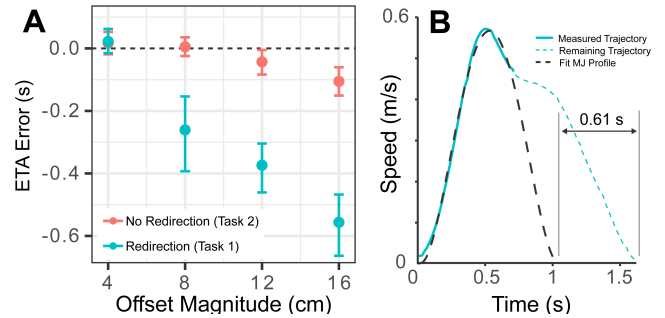 A
ETA Error (s)
0.0
-0.2
-0.4
-0.6
No Redirection (Task 2)
Redirection (Task 1)
4
8
12
16
Offset Magnitude (cm)
B
Speed (m/s)
0.6
0
Measured Trajectory
Remaining Trajectory
Fit MJ Profile
0.61 s
0
0.5
1.0
1.5
Time (s)